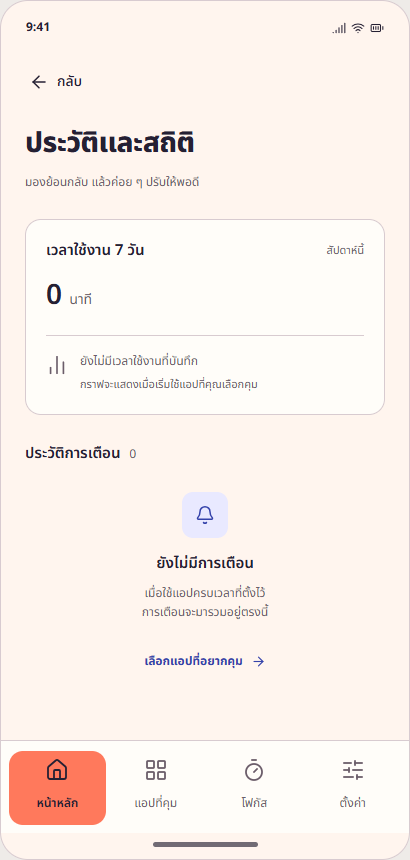 9:41
กลับ
ประวัติและสถิติ
มองย้อนกลับ แล้วค่อย ๆ ปรับให้พอดี
เวลาใช้งาน 7 วัน
สัปดาห์นี้
0 นาที
ยังไม่มีเวลาใช้งานที่บันทึก
กราฟจะแสดงเมื่อเริ่มใช้แอปที่คุณเลือกคุม
ประวัติการเตือน 0
ยังไม่มีการเตือน
เมื่อใช้แอปครบเวลาที่ตั้งไว้
การเตือนจะมารวมอยู่ตรงนี้
เลือกแอปที่อยากคุม
หน้าหลัก
แอปที่คุม
โฟกัส
ตั้งค่า